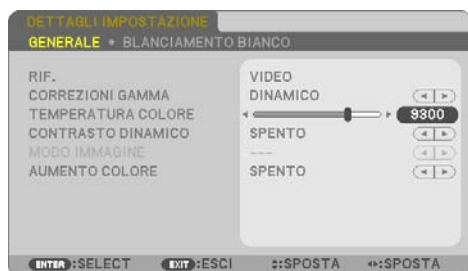 DETTAGLI IMPOSTAZIONE
GENERALE • BLANCIAMENTO BIANCO
RIF. VIDEO
CORREZIONI GAMMA DINAMICO
TEMPERATURA COLORE 9300
CONTRASTO DINAMICO SPENTO
MODO IMMAGINE ---
AUMENTO COLORE SPENTO
ENTER :SELECT EXIT :ESCI :SPOSTA :SPOSTA